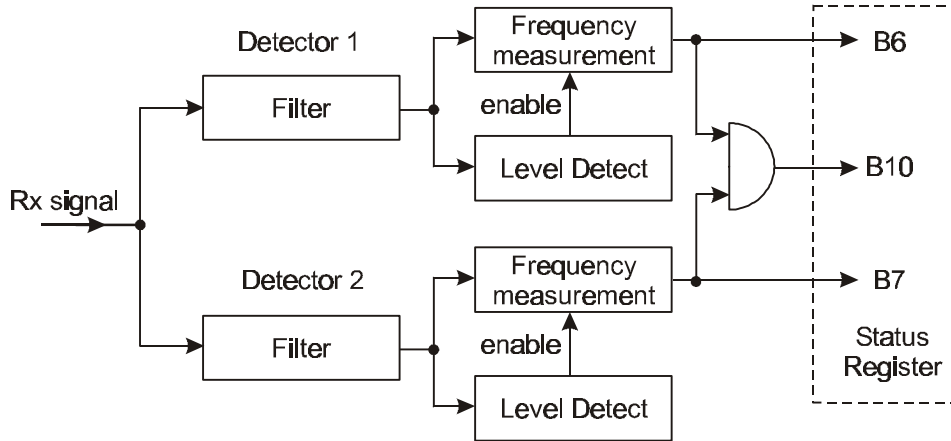 Detector 1
Frequency
measurement
B6
Filter
enable
Level Detect
B10
Rx signal
Detector 2
Frequency
measurement
B7
Filter
enable
Level Detect
Status
Register